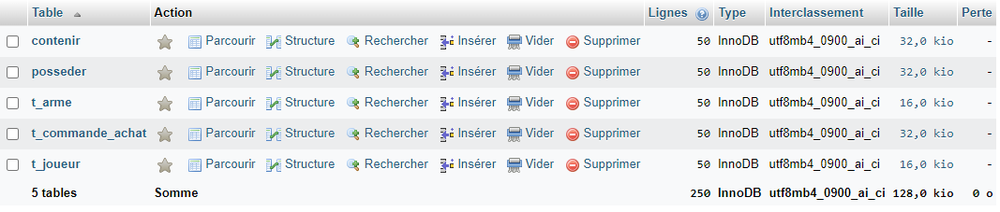 Table Action Lignes Type Interclassement Taille Perte
contenir Parcourir Structure Rechercher Insérer Vider Supprimer 50 InnoDB utf8mb4_0900_ai_ci 32,0 kio -
posseder Parcourir Structure Rechercher Insérer Vider Supprimer 50 InnoDB utf8mb4_0900_ai_ci 32,0 kio -
t_arme Parcourir Structure Rechercher Insérer Vider Supprimer 50 InnoDB utf8mb4_0900_ai_ci 16,0 kio -
t_commande_achat Parcourir Structure Rechercher Insérer Vider Supprimer 50 InnoDB utf8mb4_0900_ai_ci 32,0 kio -
t_joueur Parcourir Structure Rechercher Insérer Vider Supprimer 50 InnoDB utf8mb4_0900_ai_ci 16,0 kio -
5 tables Somme 250 InnoDB utf8mb4_0900_ai_ci 128,0 kio 0 o